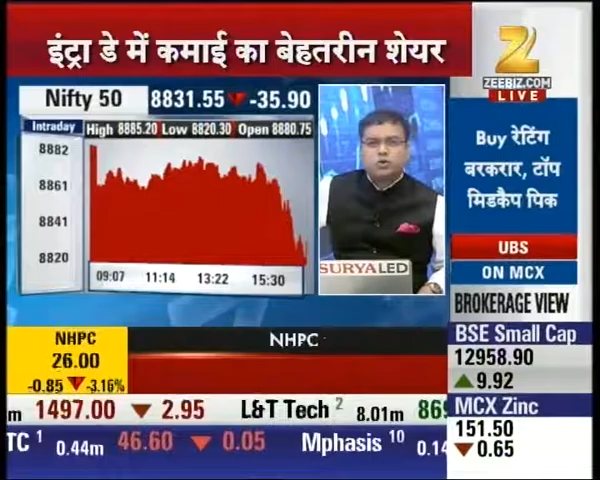 इंट्रा डे में कमाई का बेहतरीन शेयर
Z
ZEEBIZ.COM
LIVE
Nifty 50 8831.55 -35.90
Intraday High 8885.20 Low 8820.30 Open 8880.75
8882
8861
8841
8820
09:07 11:14 13:22 15:30
SURYA LED
Buy रेटिंग
बरकरार, टॉप
मिडकैप पिक
UBS
ON MCX
BROKERAGE VIEW
NHPC
26.00
-0.85 -3.16%
NHPC
BSE Small Cap
12958.90
9.92
MCX Zinc
151.50
0.65
m 1497.00 2.95 L&T Tech 2 8.01m 869
TC 1 0.44m 46.60 0.05 Mphasis 10 0.14